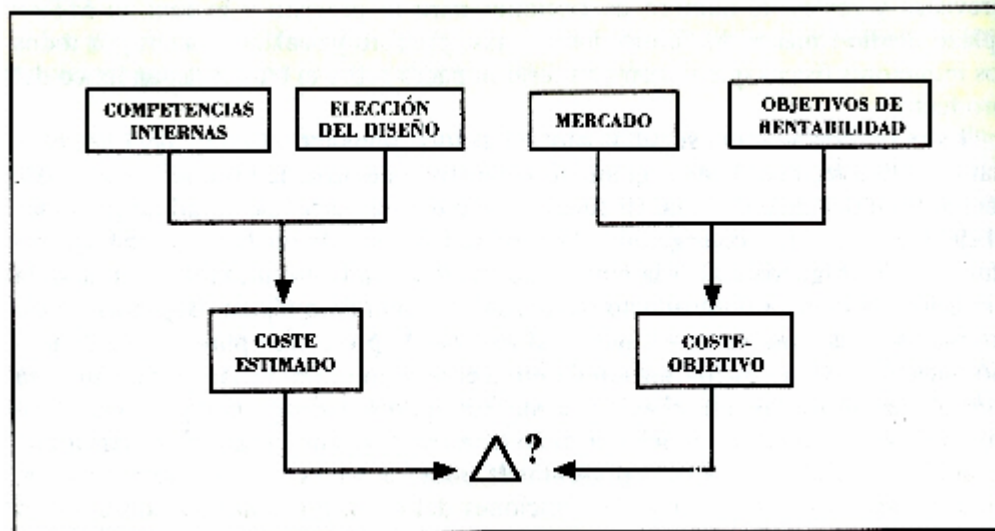 COMPETENCIAS
INTERNAS
ELECCIÓN
DEL DISEÑO
MERCADO
OBJETIVOS DE
RENTABILIDAD
COSTE
ESTIMADO
COSTE-
OBJETIVO
?